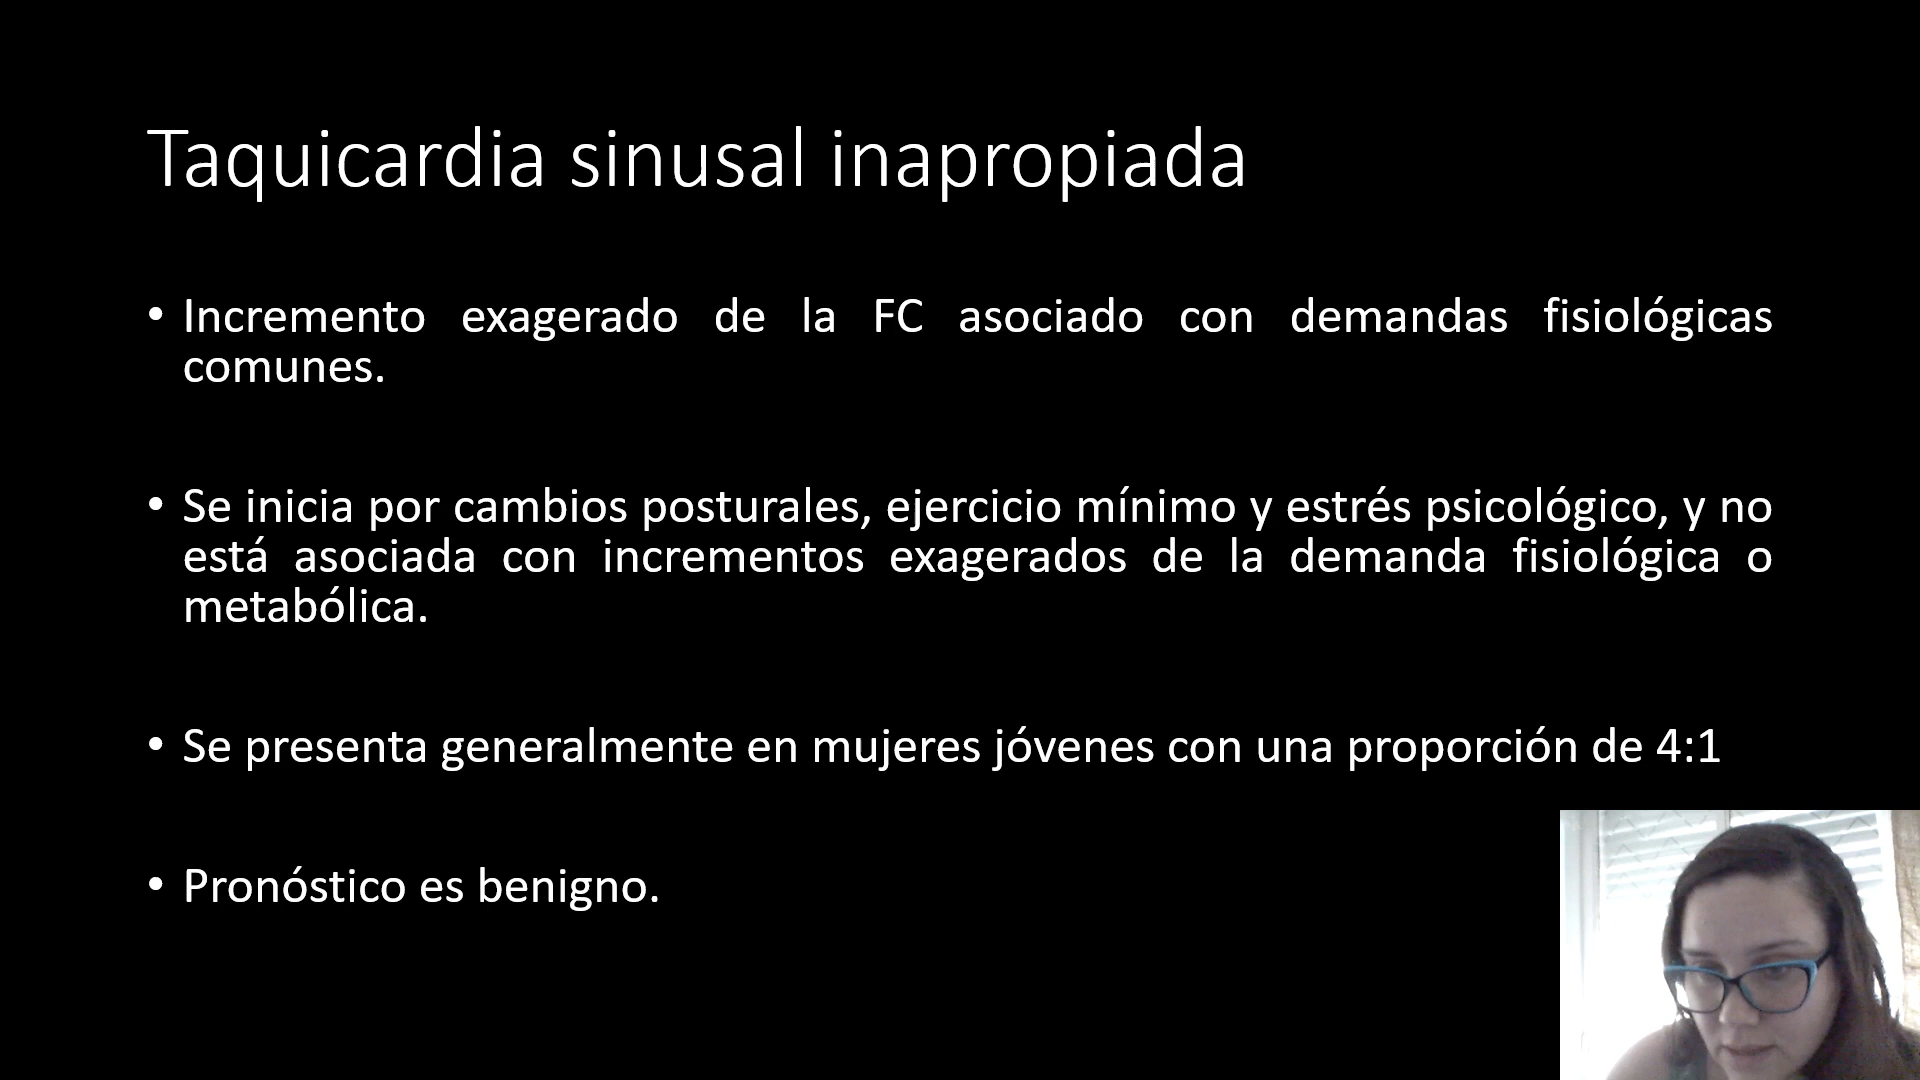 Taquicardia sinusal inapropiada
• Incremento exagerado de la FC asociado con demandas fisiológicas
comunes.
• Se inicia por cambios posturales, ejercicio mínimo y estrés psicológico, y no
está asociada con incrementos exagerados de la demanda fisiológica o
metabólica.
• Se presenta generalmente en mujeres jóvenes con una proporción de 4:1
• Pronóstico es benigno.